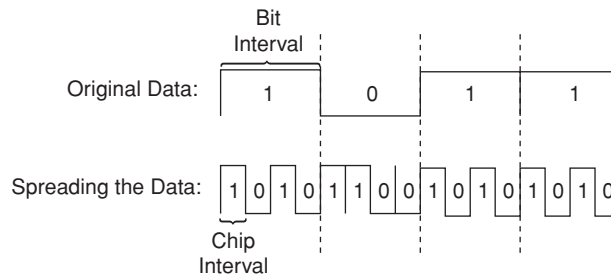 Bit
Interval
Original Data: 1 0 1 1
Spreading the Data: 1 0 1 0 1 1 0 0 1 0 1 0 1 0 1 0
Chip
Interval